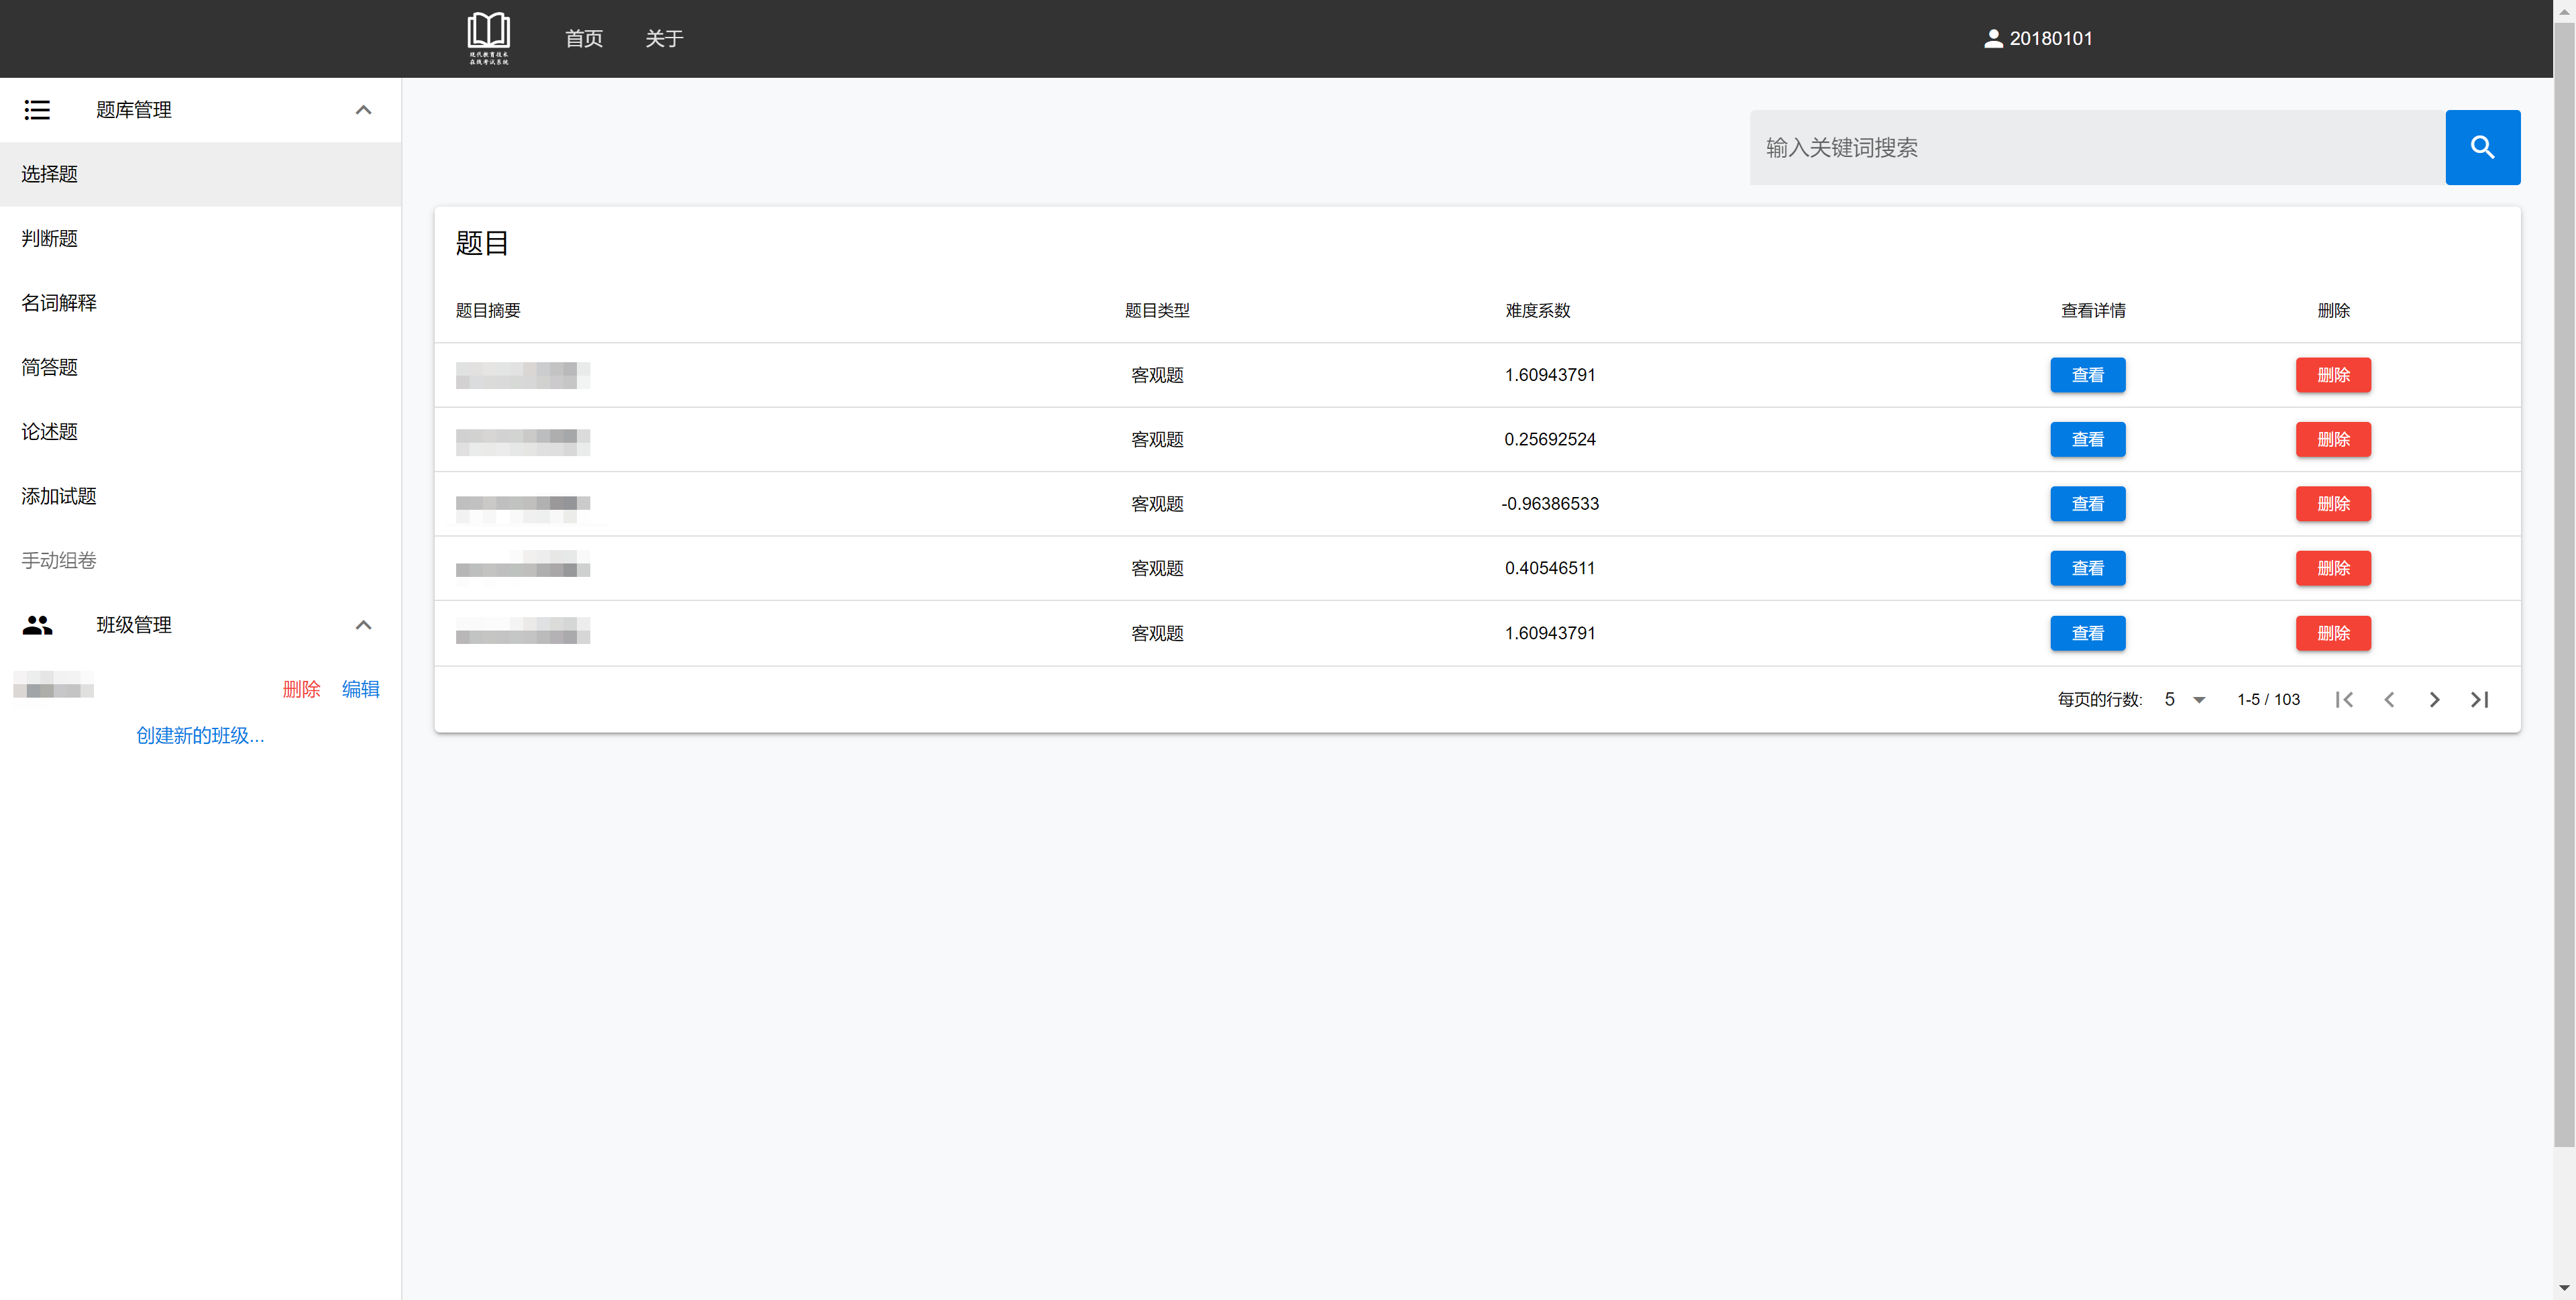 现代教育技术
在线考试系统
首页
关于
20180101
题库管理
选择题
判断题
名词解释
简答题
论述题
添加试题
手动组卷
班级管理
删除 编辑
创建新的班级...
输入关键词搜索
题目
题目摘要 题目类型 难度系数 查看详情 删除
客观题 1.60943791 查看 删除
客观题 0.25692524 查看 删除
客观题 -0.96386533 查看 删除
客观题 0.40546511 查看 删除
客观题 1.60943791 查看 删除
每页的行数: 5 1-5 / 103